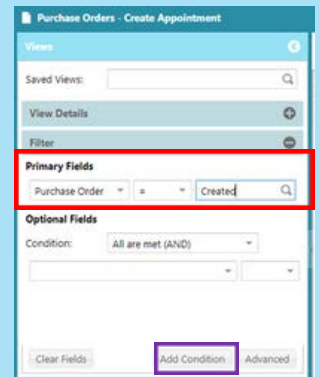 Purchase Orders - Create Appointment
Views
Saved Views:
View Details
Filter
Primary Fields
Purchase Order = Created
Optional Fields
Condition: All are met (AND)
Clear Fields Add Condition Advanced